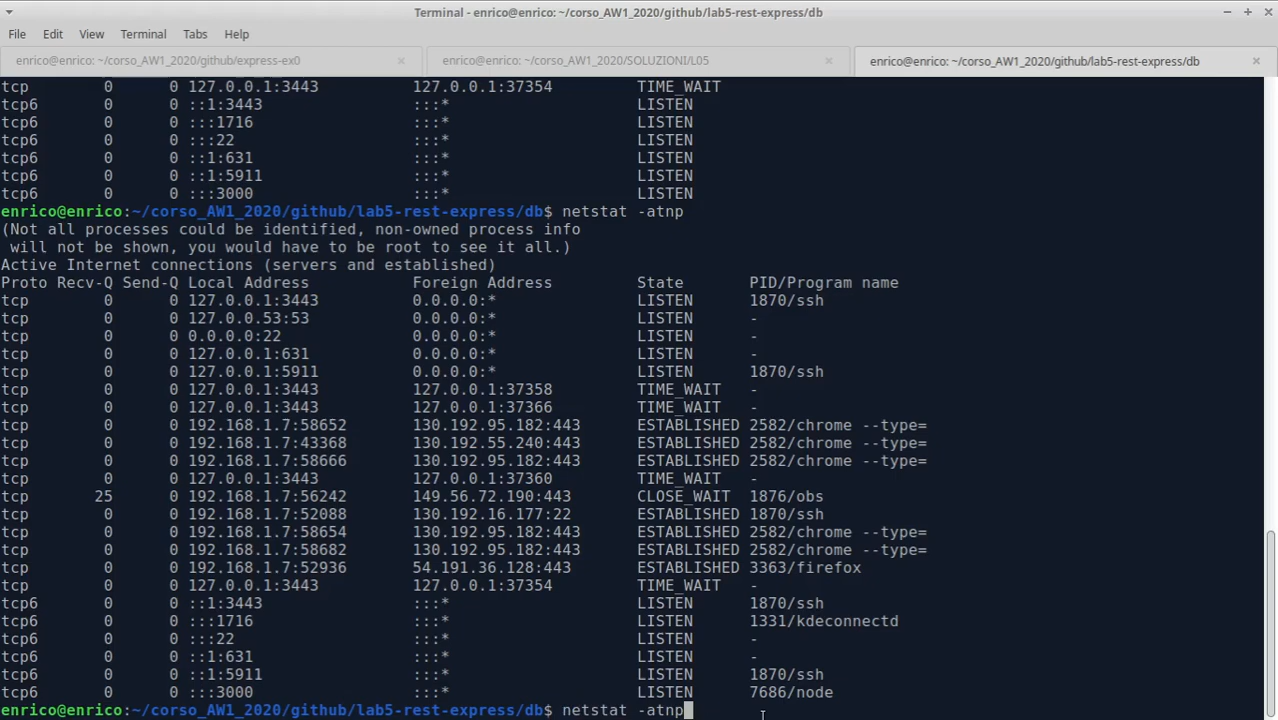 Terminal - enrico@enrico: ~/corso_AW1_2020/github/lab5-rest-express/db
File Edit View Terminal Tabs Help
enrico@enrico: ~/corso_AW1_2020/github/express-ex0 enrico@enrico: ~/corso_AW1_2020/SOLUZIONI/L05 enrico@enrico: ~/corso_AW1_2020/github/lab5-rest-express/db
tcp 0 0 127.0.0.1:3443 127.0.0.1:37354 TIME_WAIT
tcp6 0 0 ::1:3443 :::* LISTEN
tcp6 0 0 :::1716 :::* LISTEN
tcp6 0 0 :::22 :::* LISTEN
tcp6 0 0 ::1:631 :::* LISTEN
tcp6 0 0 ::1:5911 :::* LISTEN
tcp6 0 0 :::3000 :::* LISTEN
enrico@enrico:~/corso_AW1_2020/github/lab5-rest-express/db$ netstat -atnp
(Not all processes could be identified, non-owned process info
will not be shown, you would have to be root to see it all.)
Active Internet connections (servers and established)
Proto Recv-Q Send-Q Local Address Foreign Address State PID/Program name
tcp 0 0 127.0.0.1:3443 0.0.0.0:* LISTEN 1870/ssh
tcp 0 0 127.0.0.53:53 0.0.0.0:* LISTEN -
tcp 0 0 0.0.0.0:22 0.0.0.0:* LISTEN -
tcp 0 0 127.0.0.1:631 0.0.0.0:* LISTEN -
tcp 0 0 127.0.0.1:5911 0.0.0.0:* LISTEN 1870/ssh
tcp 0 0 127.0.0.1:3443 127.0.0.1:37358 TIME_WAIT -
tcp 0 0 127.0.0.1:3443 127.0.0.1:37366 TIME_WAIT -
tcp 0 0 192.168.1.7:58652 130.192.95.182:443 ESTABLISHED 2582/chrome --type=
tcp 0 0 192.168.1.7:43368 130.192.55.240:443 ESTABLISHED 2582/chrome --type=
tcp 0 0 192.168.1.7:58666 130.192.95.182:443 ESTABLISHED 2582/chrome --type=
tcp 0 0 127.0.0.1:3443 127.0.0.1:37360 TIME_WAIT -
tcp 25 0 192.168.1.7:56242 149.56.72.190:443 CLOSE_WAIT 1876/obs
tcp 0 0 192.168.1.7:52088 130.192.16.177:22 ESTABLISHED 1870/ssh
tcp 0 0 192.168.1.7:58654 130.192.95.182:443 ESTABLISHED 2582/chrome --type=
tcp 0 0 192.168.1.7:58682 130.192.95.182:443 ESTABLISHED 2582/chrome --type=
tcp 0 0 192.168.1.7:52936 54.191.36.128:443 ESTABLISHED 3363/firefox
tcp 0 0 127.0.0.1:3443 127.0.0.1:37354 TIME_WAIT -
tcp6 0 0 ::1:3443 :::* LISTEN 1870/ssh
tcp6 0 0 :::1716 :::* LISTEN 1331/kdeconnectd
tcp6 0 0 :::22 :::* LISTEN -
tcp6 0 0 ::1:631 :::* LISTEN -
tcp6 0 0 ::1:5911 :::* LISTEN 1870/ssh
tcp6 0 0 :::3000 :::* LISTEN 7686/node
enrico@enrico:~/corso_AW1_2020/github/lab5-rest-express/db$ netstat -atnp